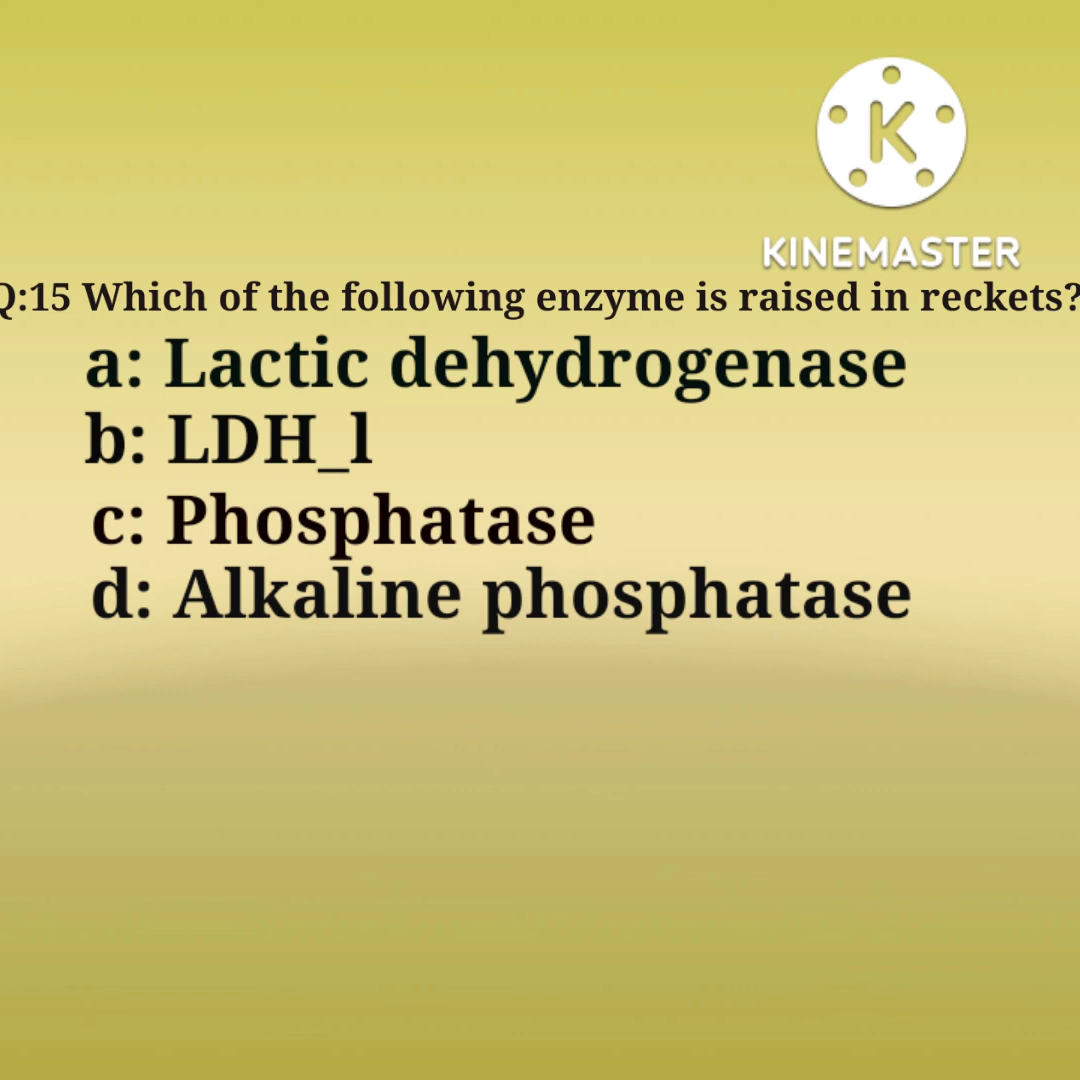 K
KINEMASTER
Q:15 Which of the following enzyme is raised in reckets?
a: Lactic dehydrogenase
b: LDH_l
c: Phosphatase
d: Alkaline phosphatase